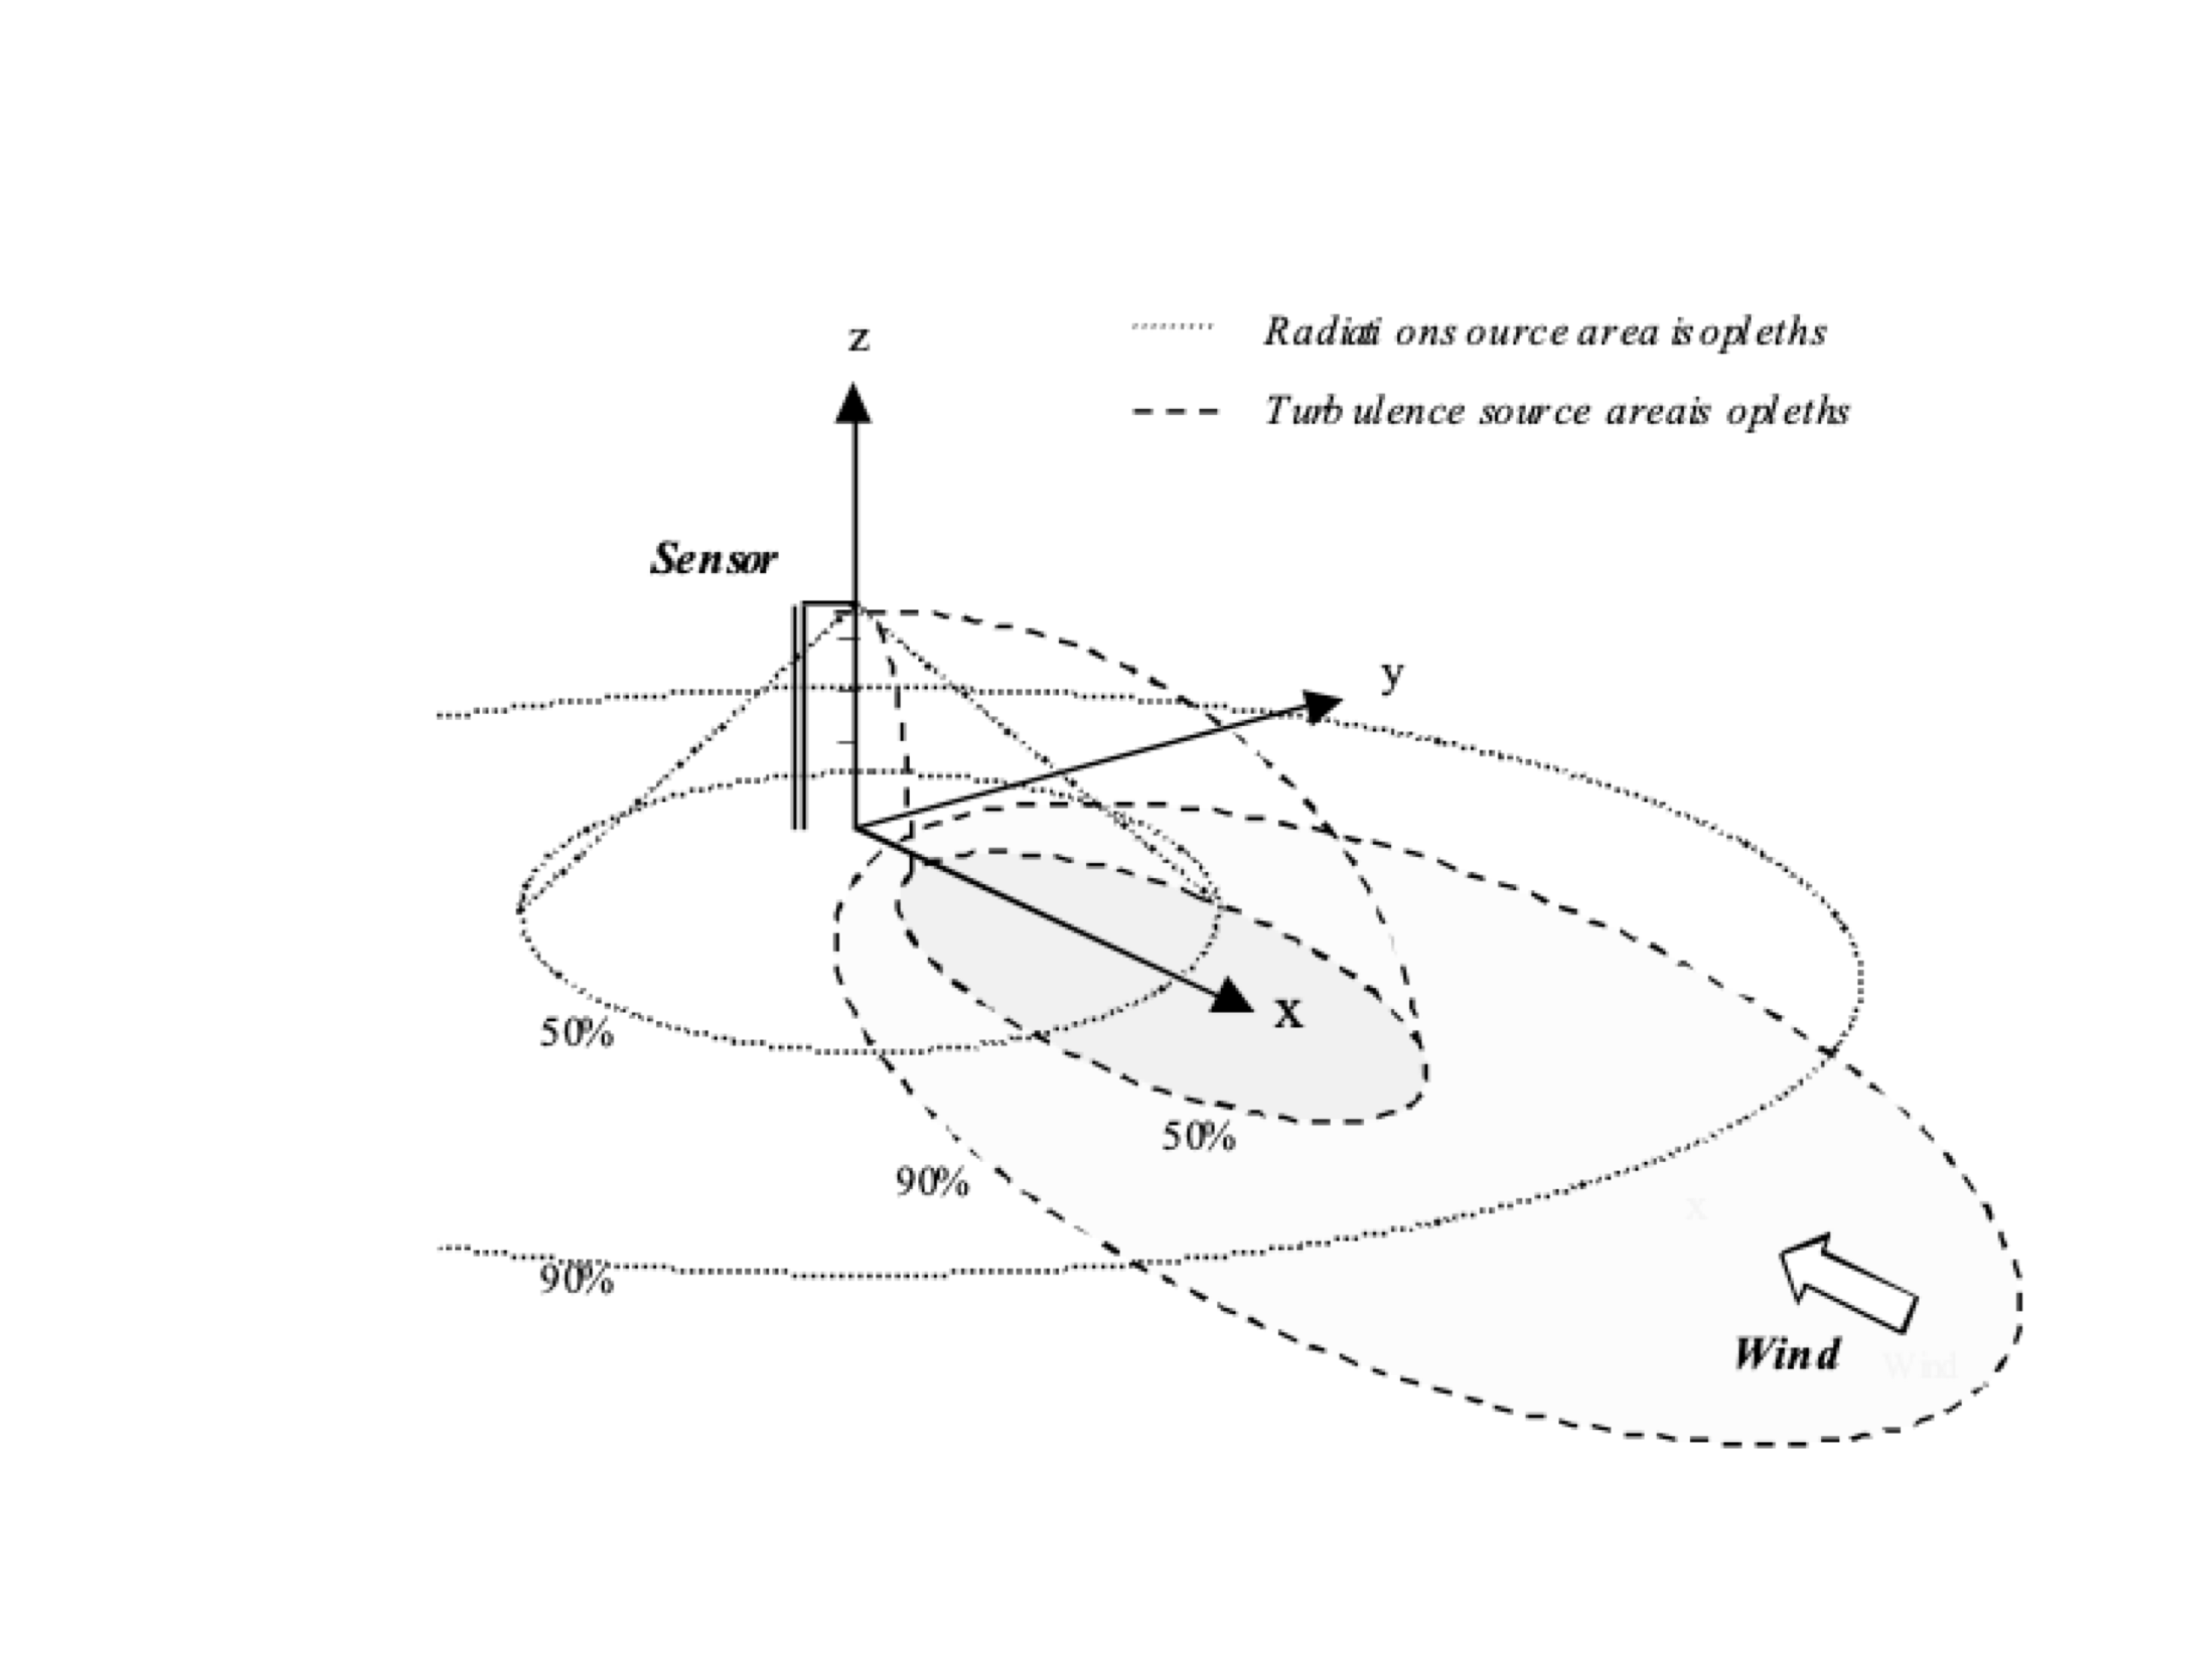 z
Radiati ons ource area isopleths
Turb ulence source areais opleths
Sensor
y
x
50%
50%
90%
x
90%
Wind
Wind